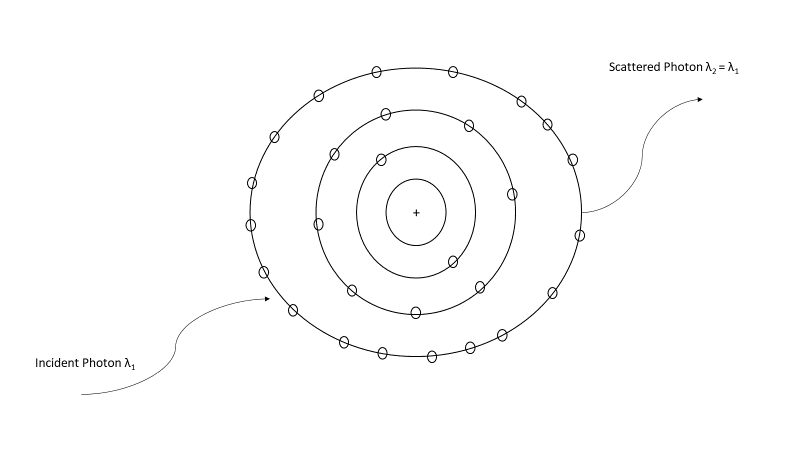 Scattered Photon λ₂ = λ₁
+
Incident Photon λ₁